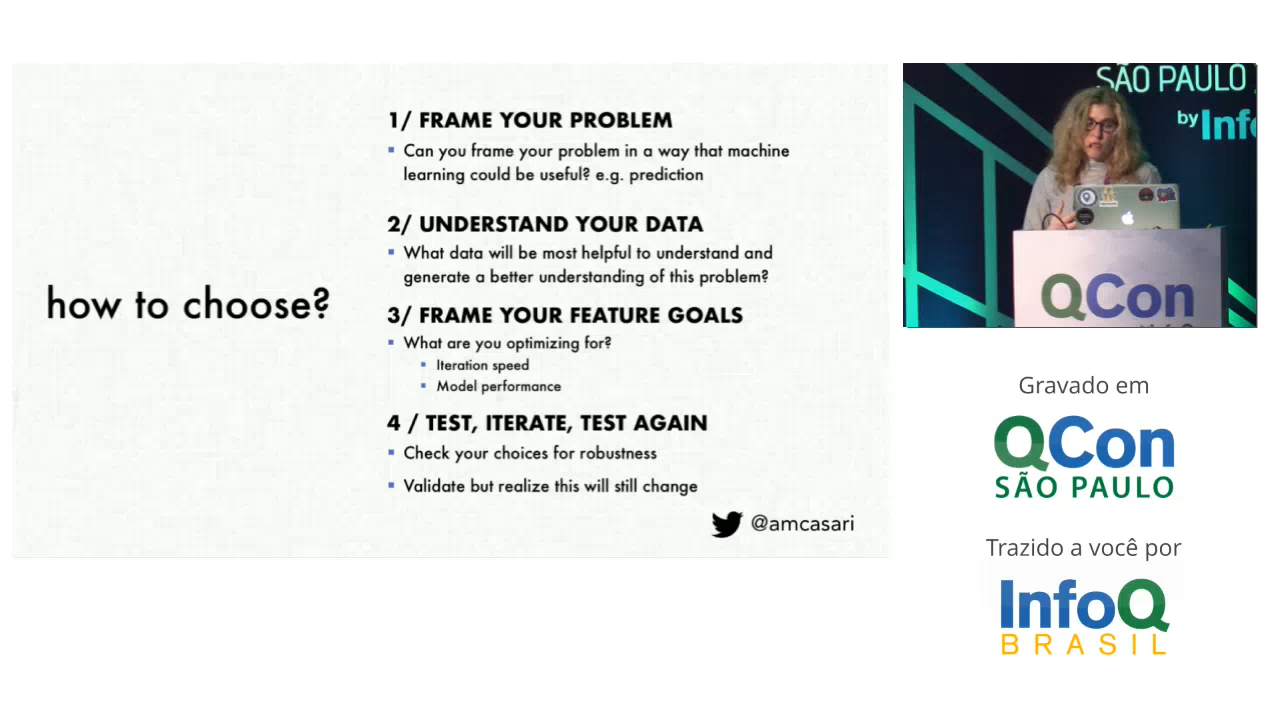 how to choose?
1/ FRAME YOUR PROBLEM
Can you frame your problem in a way that machine
learning could be useful? e.g. prediction
2/ UNDERSTAND YOUR DATA
What data will be most helpful to understand and
generate a better understanding of this problem?
3/ FRAME YOUR FEATURE GOALS
What are you optimizing for?
Iteration speed
Model performance
4 / TEST, ITERATE, TEST AGAIN
Check your choices for robustness
Validate but realize this will still change
@amcasari
SÃO PAULO
by Info
QCon
Gravado em
QCon
SÃO PAULO
Trazido a você por
InfoQ
BRASIL